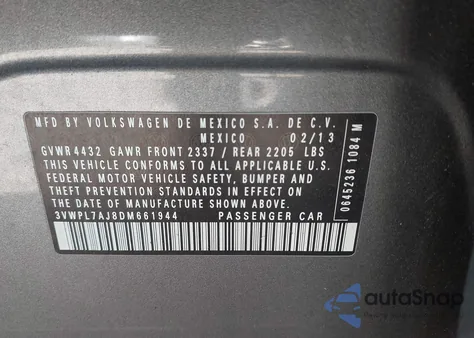 MFD BY VOLKSWAGEN DE MEXICO S.A. DE C.V.
MEXICO 02/13
GVWR 4432 GAWR FRONT 2337 / REAR 2205 LBS
THIS VEHICLE CONFORMS TO ALL APPLICABLE U.S.
FEDERAL MOTOR VEHICLE SAFETY, BUMPER AND
THEFT PREVENTION STANDARDS IN EFFECT ON
THE DATE OF MANUFACTURE SHOWN ABOVE.
3VWPL7AJ8DM661944 PASSENGER CAR
0645236 1084 M
autoSnap